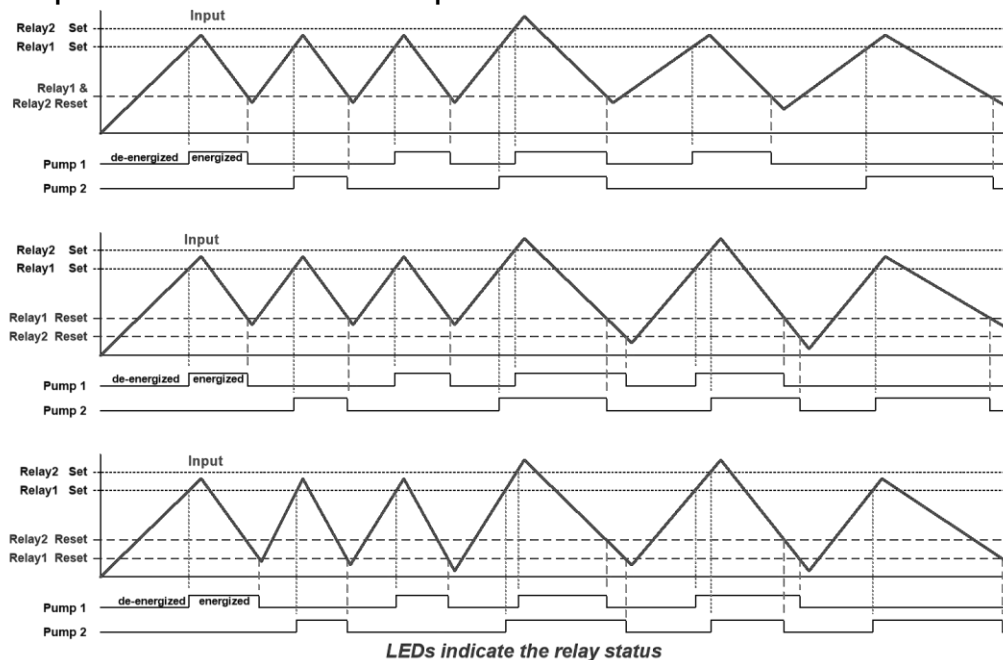 Input
Relay2 Set
Relay1 Set
Relay1 &
Relay2 Reset
de-energized energized
Pump 1
Pump 2
Input
Relay2 Set
Relay1 Set
Relay1 Reset
Relay2 Reset
de-energized energized
Pump 1
Pump 2
Input
Relay2 Set
Relay1 Set
Relay2 Reset
Relay1 Reset
de-energized energized
Pump 1
Pump 2
LEDs indicate the relay status